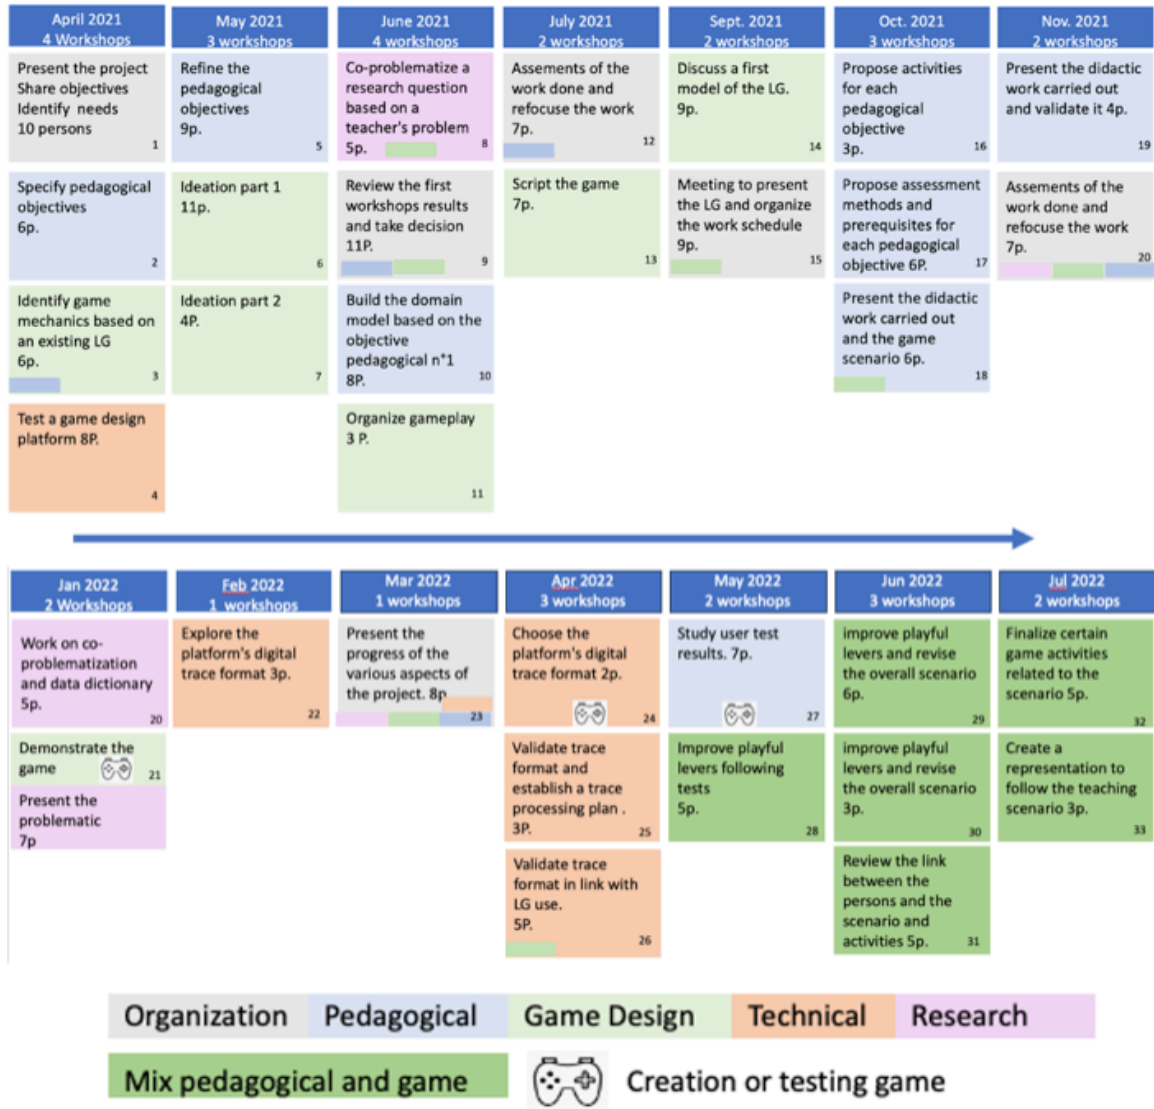 April 2021
4 Workshops
Present the project
Share objectives
Identify needs
10 persons
1
Specify pedagogical
objectives
6p.
2
Identify game
mechanics based on
an existing LG
6p.
3
Test a game design
platform 8P.
4
May 2021
3 workshops
Refine the
pedagogical
objectives
9p.
5
Ideation part 1
11p.
6
Ideation part 2
4P.
7
June 2021
4 workshops
Co-problematize a
research question
based on a
teacher's problem
5p.
8
Review the first
workshops results
and take decision
11P.
9
Build the domain
model based on the
objective
pedagogical n°1
8P.
10
Organize gameplay
3 P.
11
July 2021
2 workshops
Assements of the
work done and
refocuse the work
7p.
12
Script the game
7p.
13
Sept. 2021
2 workshops
Discuss a first
model of the LG.
9p.
14
Meeting to present
the LG and organize
the work schedule
9p.
15
Oct. 2021
3 workshops
Propose activities
for each
pedagogical
objective
3p.
16
Propose assessment
methods and
prerequisites for
each pedagogical
objective 6P.
17
Present the didactic
work carried out
and the game
scenario 6p.
18
Nov. 2021
2 workshops
Present the didactic
work carried out
and validate it 4p.
19
Assements of the
work done and
refocuse the work
7p.
20
Jan 2022
2 Workshops
Work on co-
problematization
and data dictionary
5p.
20
Demonstrate the
game
21
Present the
problematic
7p
Feb 2022
1 workshops
Explore the
platform's digital
trace format 3p.
22
Mar 2022
1 workshops
Present the
progress of the
various aspects of
the project. 8p
23
Apr 2022
3 workshops
Choose the
platform's digital
trace format 2p.
24
Validate trace
format and
establish a trace
processing plan .
3P.
25
Validate trace
format in link with
LG use.
5P.
26
May 2022
2 workshops
Study user test
results. 7p.
27
Improve playful
levers following
tests
5p.
28
Jun 2022
3 workshops
improve playful
levers and revise
the overall scenario
6p.
29
improve playful
levers and revise
the overall scenario
3p.
30
Review the link
between the
persons and the
scenario and
activities 5p.
31
Jul 2022
2 workshops
Finalize certain
game activities
related to the
scenario 5p.
32
Create a
representation to
follow the teaching
scenario 3p.
33
Organization Pedagogical Game Design Technical Research
Mix pedagogical and game Creation or testing game